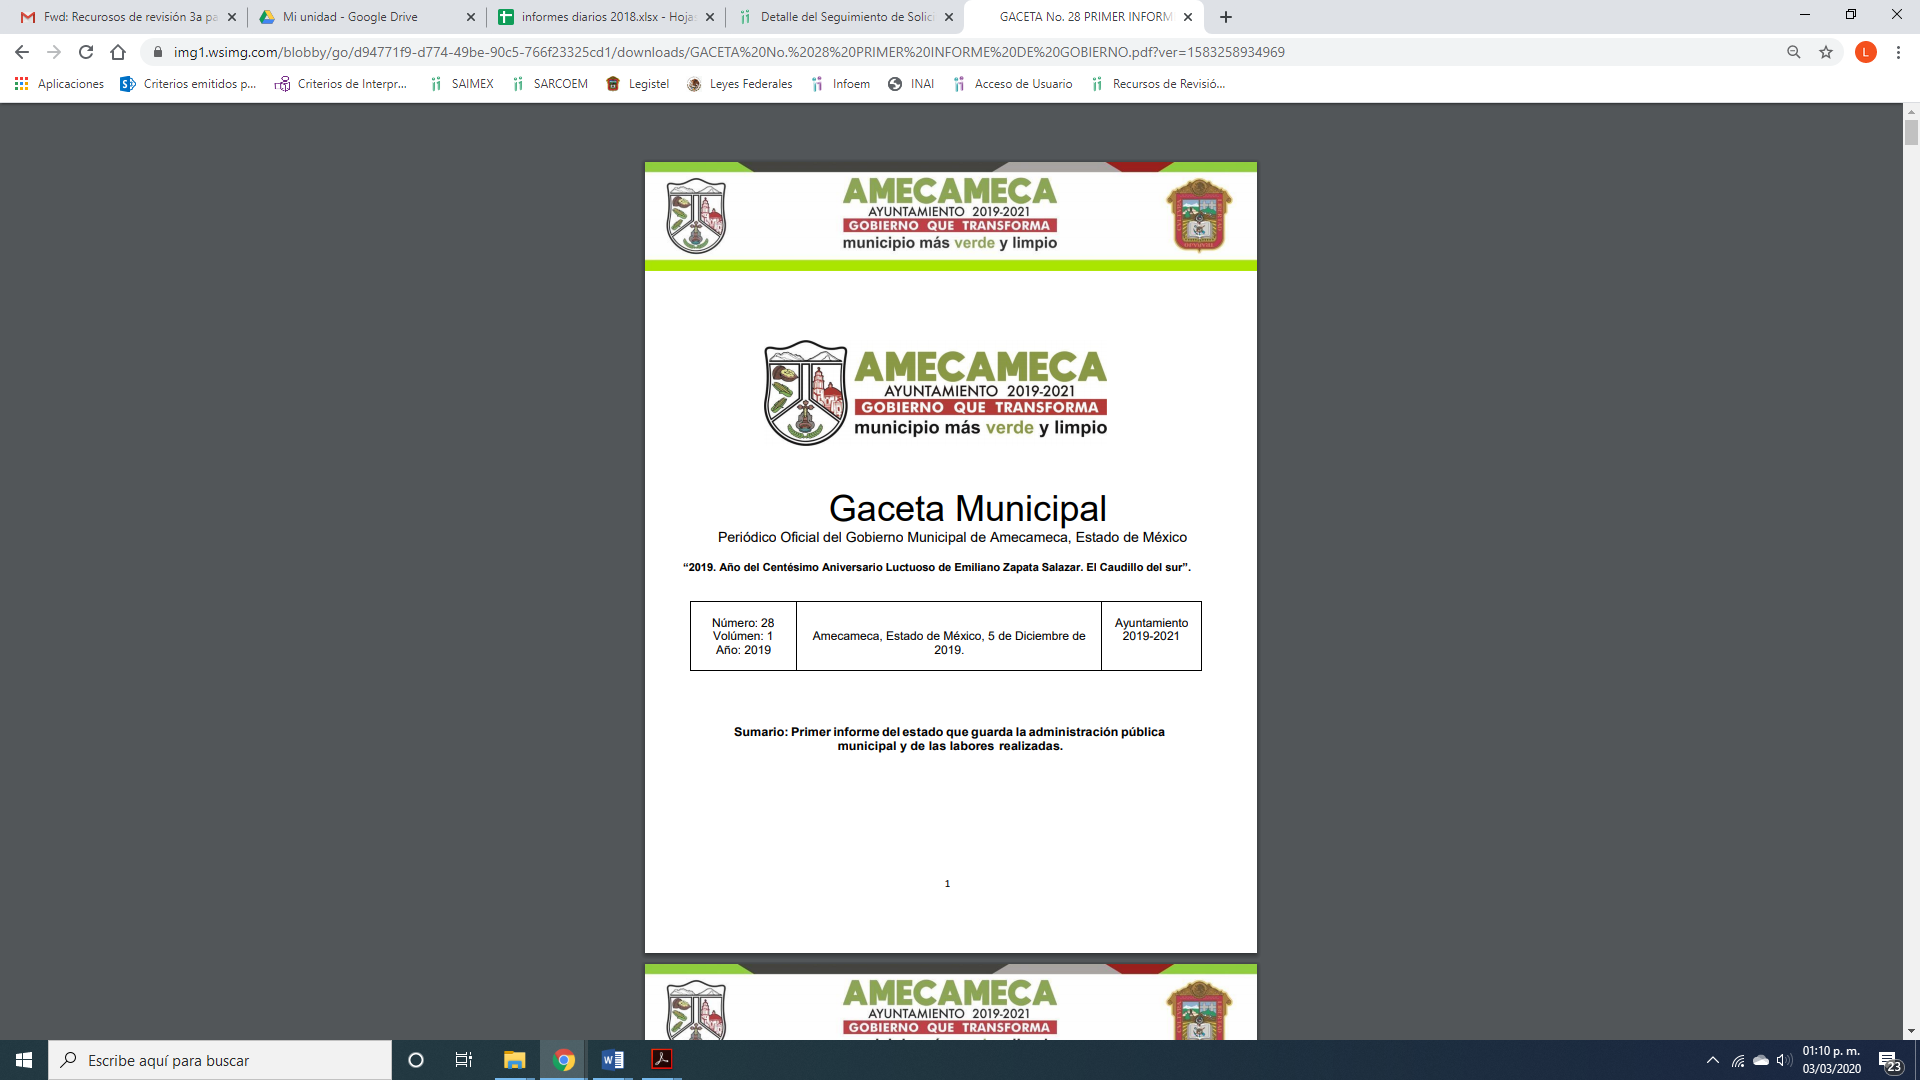 Fwd: Recurosos de revisión 3a pa
Mi unidad - Google Drive
informes diarios 2018.xlsx - Hoja
Detalle del Seguimiento de Solici
GACETA No. 28 PRIMER INFORM
img1.wsimg.com/blobby/go/d94771f9-d774-49be-90c5-766f23325cd1/downloads/GACETA%20No.%2028%20PRIMER%20INFORME%20DE%20GOBIERNO.pdf?ver=1583258934969
L
Aplicaciones
Criterios emitidos p...
Criterios de Interpr...
SAIMEX
SARCOEM
Legistel
Leyes Federales
Infoem
INAI
Acceso de Usuario
Recursos de Revisió...
AMECAMECA
AYUNTAMIENTO 2019-2021
GOBIERNO QUE TRANSFORMA
municipio más verde y limpio
AMECAMECA
AYUNTAMIENTO 2019-2021
GOBIERNO QUE TRANSFORMA
municipio más verde y limpio
Gaceta Municipal
Periódico Oficial del Gobierno Municipal de Amecameca, Estado de México
“2019. Año del Centésimo Aniversario Luctuoso de Emiliano Zapata Salazar. El Caudillo del sur”.
Número: 28
Volúmen: 1
Año: 2019
Amecameca, Estado de México, 5 de Diciembre de
2019.
Ayuntamiento
2019-2021
Sumario: Primer informe del estado que guarda la administración pública
municipal y de las labores realizadas.
1
AMECAMECA
AYUNTAMIENTO 2019-2021
GOBIERNO QUE TRANSFORMA
Escribe aquí para buscar
01:10 p. m.
03/03/2020
23